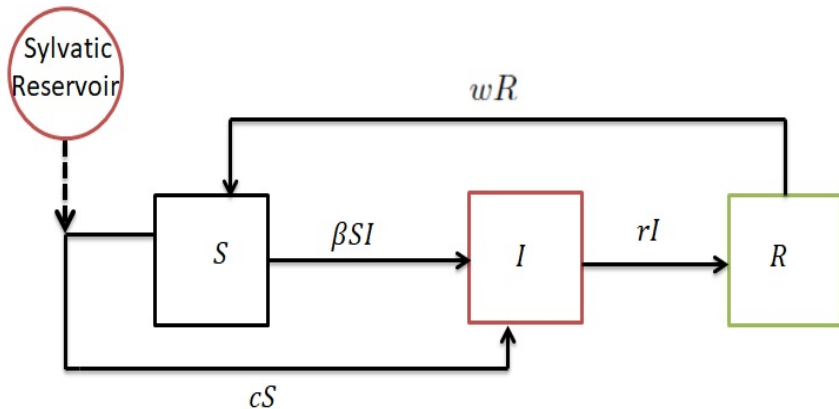 Sylvatic
Reservoir
wR
S
βSI
I
rI
R
cS